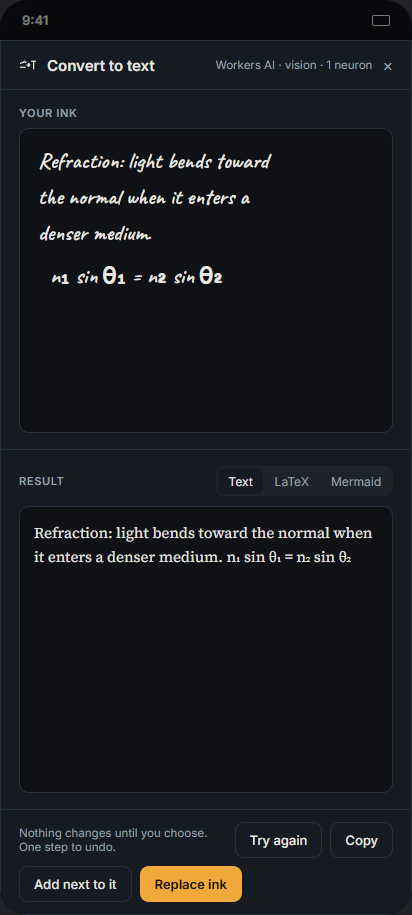 9:41
Convert to text
Workers AI · vision · 1 neuron ×
YOUR INK
Refraction: light bends toward
the normal when it enters a
denser medium.
n₁ sin θ₁ = n₂ sin θ₂
RESULT
Text LaTeX Mermaid
Refraction: light bends toward the normal when
it enters a denser medium. n₁ sin θ₁ = n₂ sin θ₂
Nothing changes until you choose.
One step to undo.
Try again
Copy
Add next to it
Replace ink